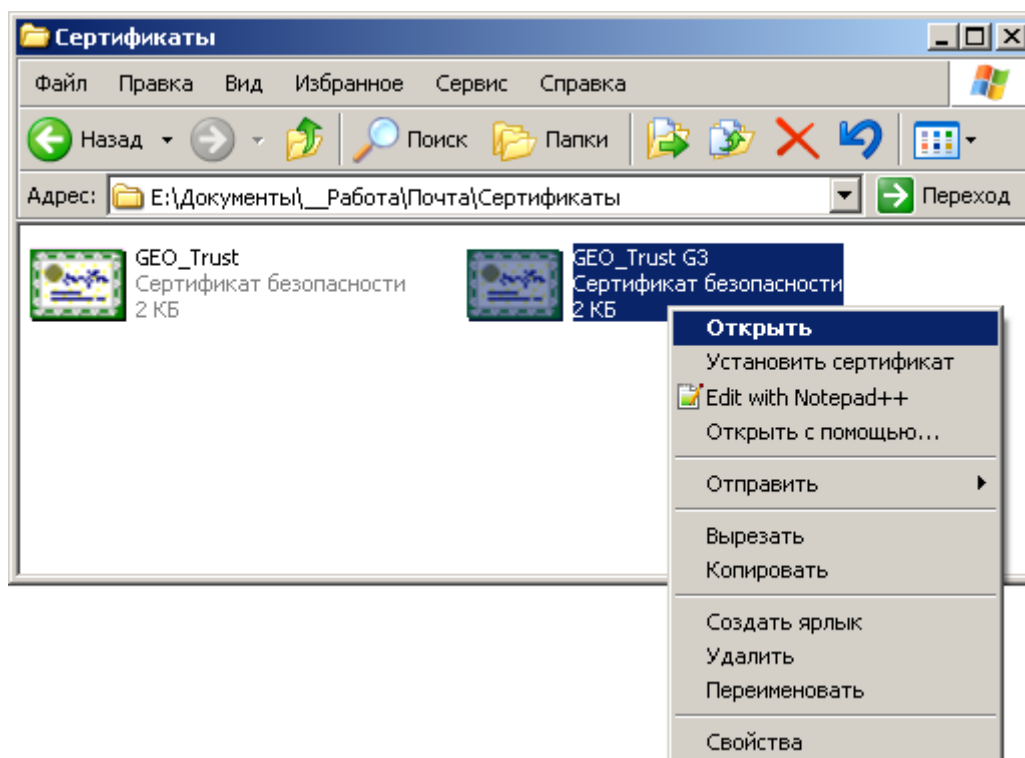 Сертификаты
Файл Правка Вид Избранное Сервис Справка
Назад Поиск Папки
Адрес: E:\Документы\__Работа\Почта\Сертификаты Переход
GEO_Trust
Сертификат безопасности
2 КБ
GEO_Trust G3
Сертификат безопасности
2 КБ
Открыть
Установить сертификат
Edit with Notepad++
Открыть с помощью...
Отправить
Вырезать
Копировать
Создать ярлык
Удалить
Переименовать
Свойства